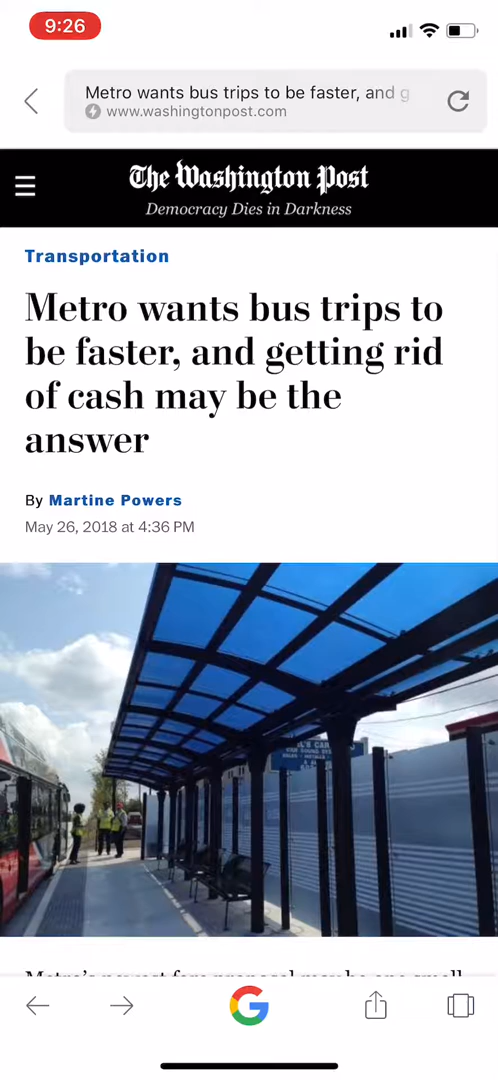 9:26
Metro wants bus trips to be faster, and g
www.washingtonpost.com
The Washington Post
Democracy Dies in Darkness
Transportation
Metro wants bus trips to
be faster, and getting rid
of cash may be the
answer
By Martine Powers
May 26, 2018 at 4:36 PM